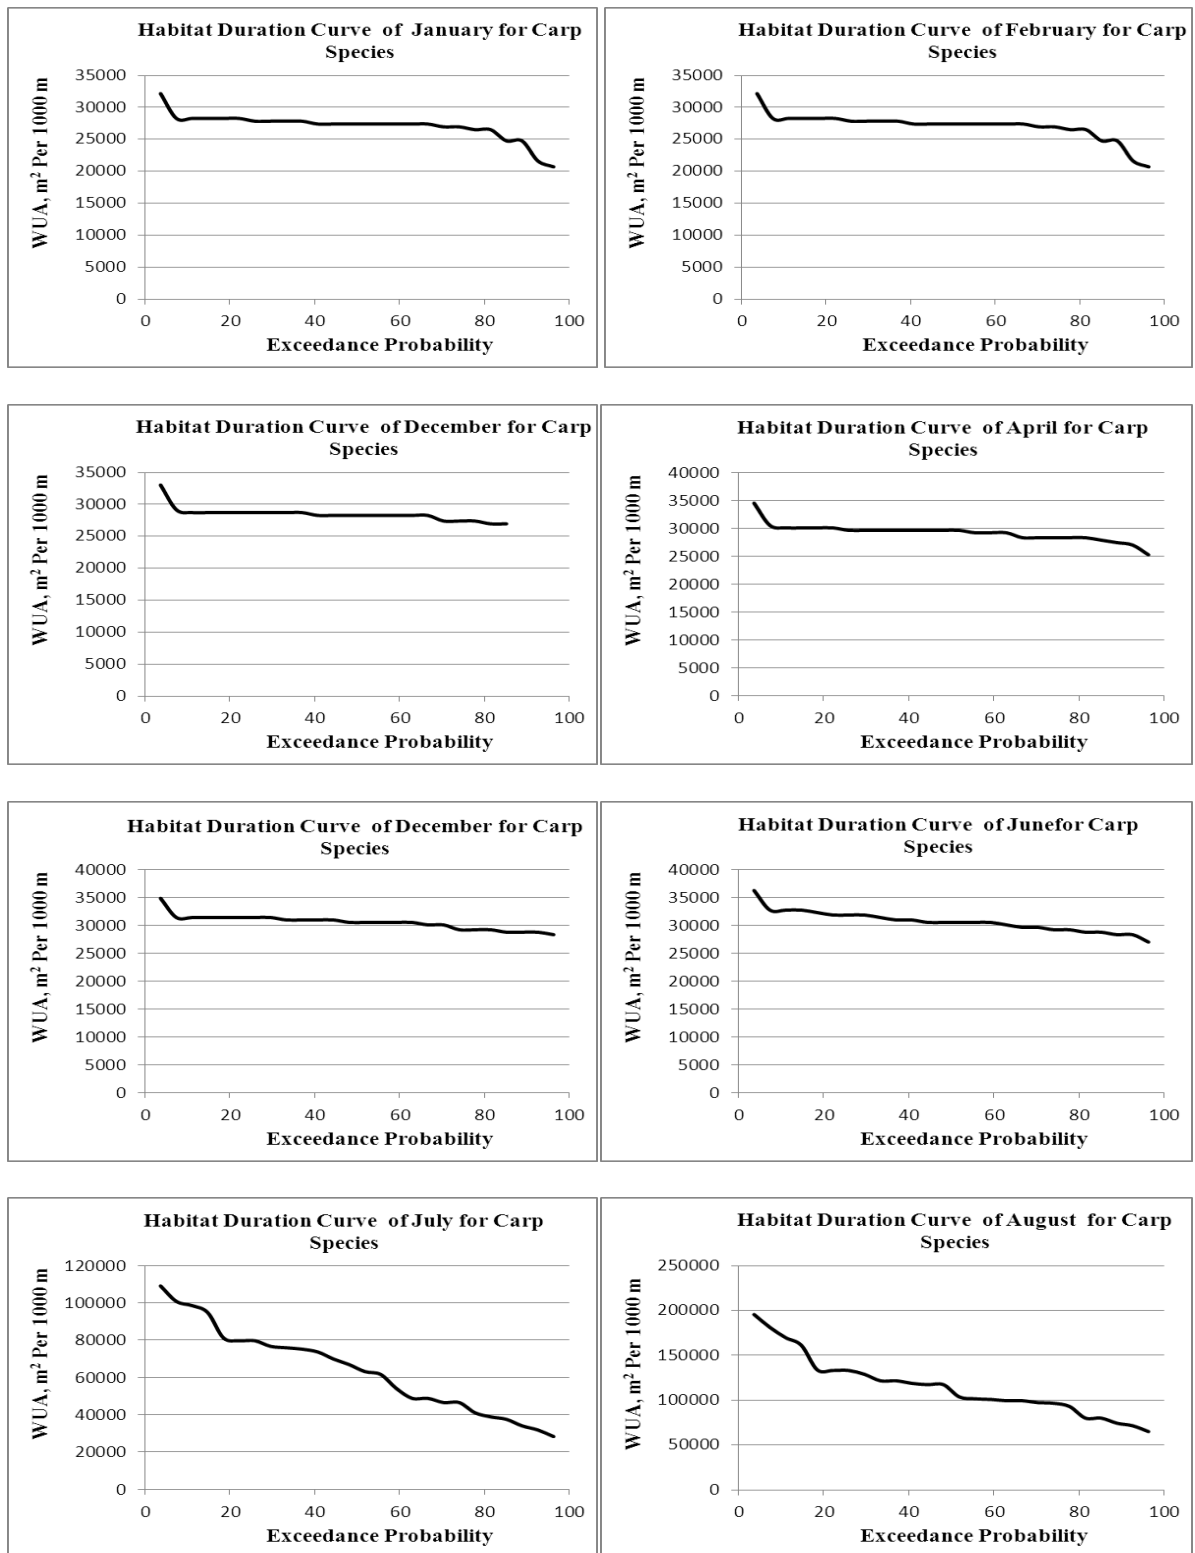 Habitat Duration Curve of January for Carp
Species
WUA, m² Per 1000 m
35000
30000
25000
20000
15000
10000
5000
0
0 20 40 60 80 100
Exceedance Probability
Habitat Duration Curve of February for Carp
Species
WUA, m² Per 1000 m
35000
30000
25000
20000
15000
10000
5000
0
0 20 40 60 80 100
Exceedance Probability
Habitat Duration Curve of December for Carp
Species
WUA, m² Per 1000 m
35000
30000
25000
20000
15000
10000
5000
0
0 20 40 60 80 100
Exceedance Probability
Habitat Duration Curve of April for Carp
Species
WUA, m² Per 1000 m
40000
35000
30000
25000
20000
15000
10000
5000
0
0 20 40 60 80 100
Exceedance Probability
Habitat Duration Curve of December for Carp
Species
WUA, m² Per 1000 m
40000
35000
30000
25000
20000
15000
10000
5000
0
0 20 40 60 80 100
Exceedance Probability
Habitat Duration Curve of Junefor Carp
Species
WUA, m² Per 1000 m
40000
35000
30000
25000
20000
15000
10000
5000
0
0 20 40 60 80 100
Exceedance Probability
Habitat Duration Curve of July for Carp
Species
WUA, m² Per 1000 m
120000
100000
80000
60000
40000
20000
0
0 20 40 60 80 100
Exceedance Probability
Habitat Duration Curve of August for Carp
Species
WUA, m² Per 1000 m
250000
200000
150000
100000
50000
0
0 20 40 60 80 100
Exceedance Probability